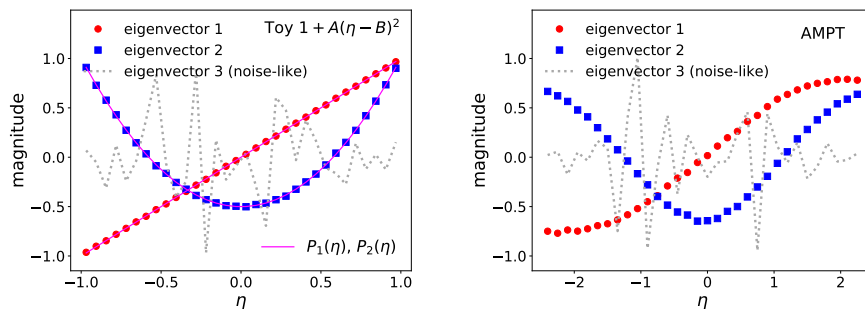 Toy 1 + A(η − B)²
eigenvector 1
eigenvector 2
eigenvector 3 (noise-like)
P₁(η), P₂(η)
magnitude
1.0
0.5
0.0
−0.5
−1.0
−1.0 −0.5 0.0 0.5 1.0
η
AMPT
eigenvector 1
eigenvector 2
eigenvector 3 (noise-like)
magnitude
1.0
0.5
0.0
−0.5
−1.0
−2 −1 0 1 2
η